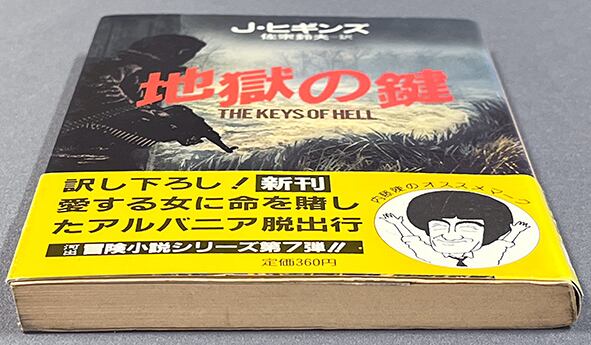 J・ヒギンズ
佐宗鈴夫=訳
地獄の鍵
THE KEYS OF HELL
訳し下ろし！ 新刊
愛する女に命を賭し
たアルバニア脱出行
河出 冒険小説シリーズ第7弾!!
定価360円
内藤陳のオススメマーク